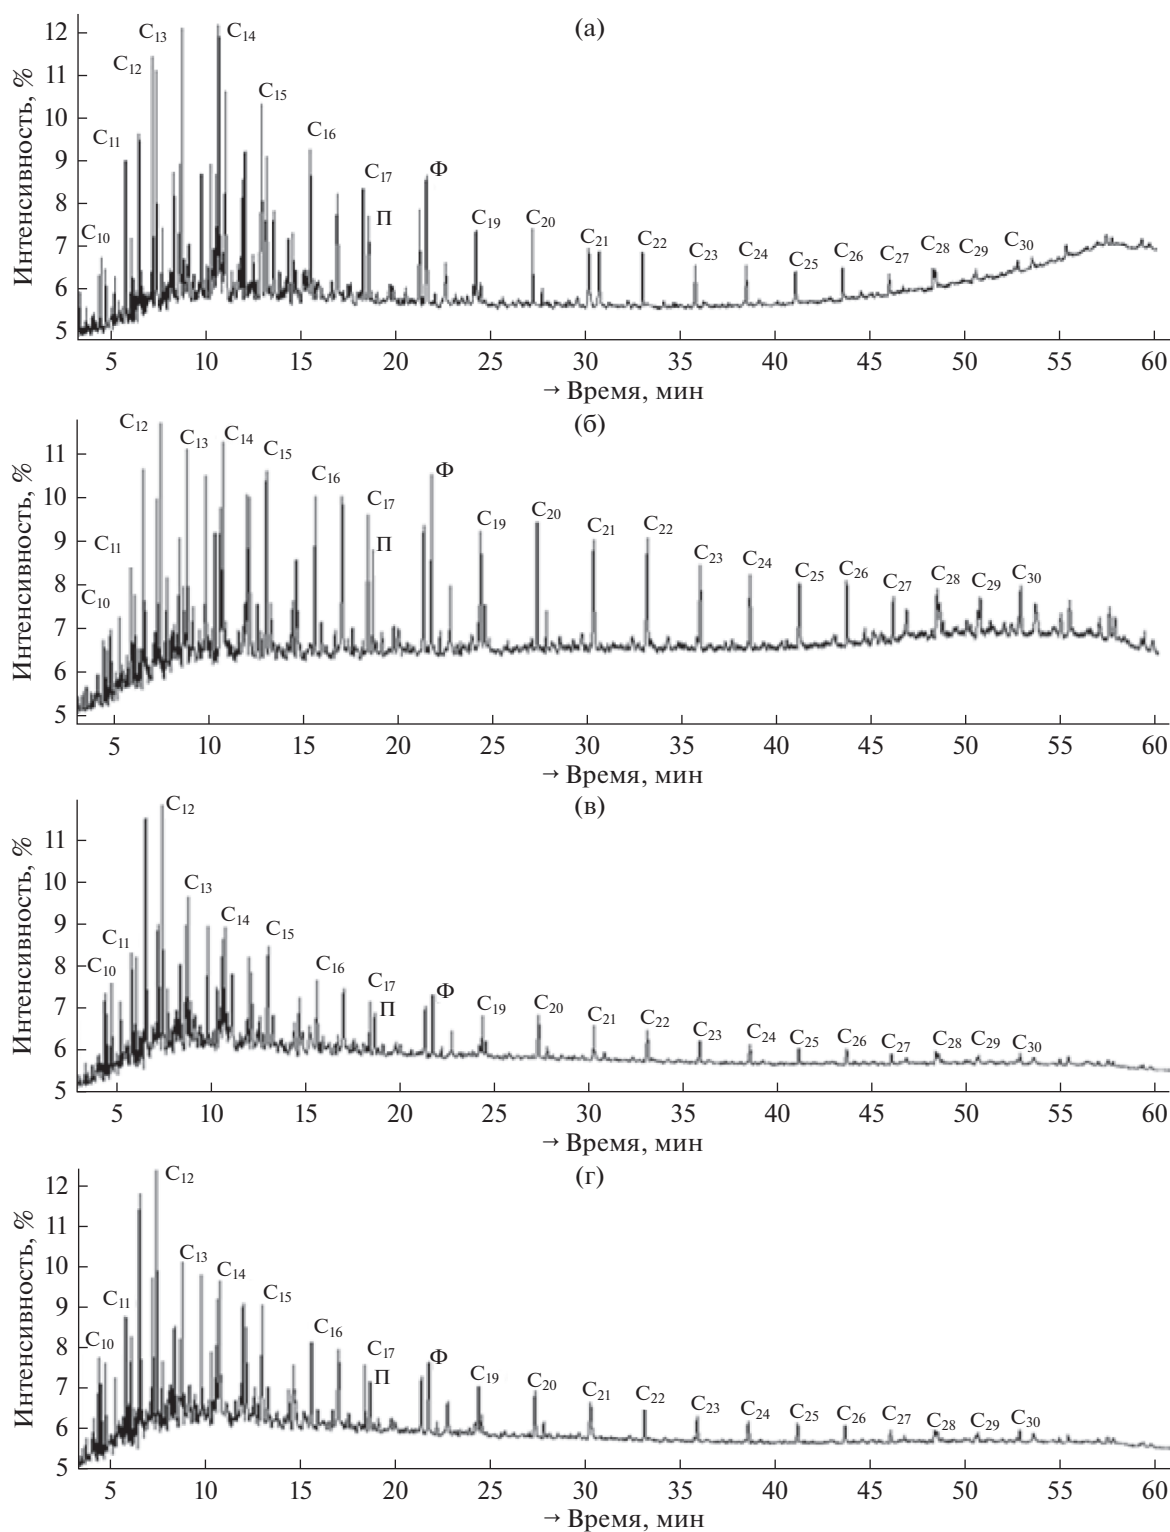 (а)
Интенсивность, %
12
11
10
9
8
7
6
5
C₁₀
C₁₁
C₁₂
C₁₃
C₁₄
C₁₅
C₁₆
C₁₇
П
Ф
C₁₉
C₂₀
C₂₁
C₂₂
C₂₃
C₂₄
C₂₅
C₂₆
C₂₇
C₂₈
C₂₉
C₃₀
5 10 15 20 25 30 35 40 45 50 55 60
→ Время, мин
(б)
Интенсивность, %
11
10
9
8
7
6
5
C₁₀
C₁₁
C₁₂
C₁₃
C₁₄
C₁₅
C₁₆
C₁₇
П
Ф
C₁₉
C₂₀
C₂₁
C₂₂
C₂₃
C₂₄
C₂₅
C₂₆
C₂₇
C₂₈
C₂₉
C₃₀
5 10 15 20 25 30 35 40 45 50 55 60
→ Время, мин
(в)
Интенсивность, %
11
10
9
8
7
6
5
C₁₀
C₁₁
C₁₂
C₁₃
C₁₄
C₁₅
C₁₆
C₁₇
П
Ф
C₁₉
C₂₀
C₂₁
C₂₂
C₂₃
C₂₄
C₂₅
C₂₆
C₂₇
C₂₈
C₂₉
C₃₀
5 10 15 20 25 30 35 40 45 50 55 60
→ Время, мин
(г)
Интенсивность, %
12
11
10
9
8
7
6
5
C₁₀
C₁₁
C₁₂
C₁₃
C₁₄
C₁₅
C₁₆
C₁₇
П
Ф
C₁₉
C₂₀
C₂₁
C₂₂
C₂₃
C₂₄
C₂₅
C₂₆
C₂₇
C₂₈
C₂₉
C₃₀
5 10 15 20 25 30 35 40 45 50 55 60
→ Время, мин